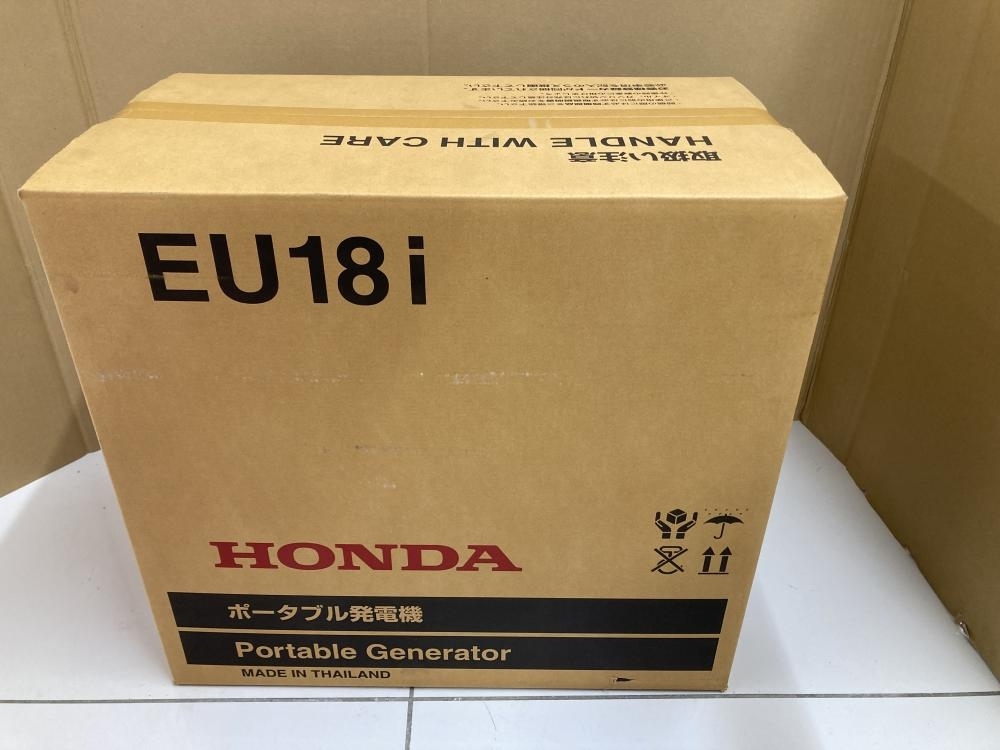 取扱い注意
HANDLE WITH CARE
EU18i
HONDA
ポータブル発電機
Portable Generator
MADE IN THAILAND